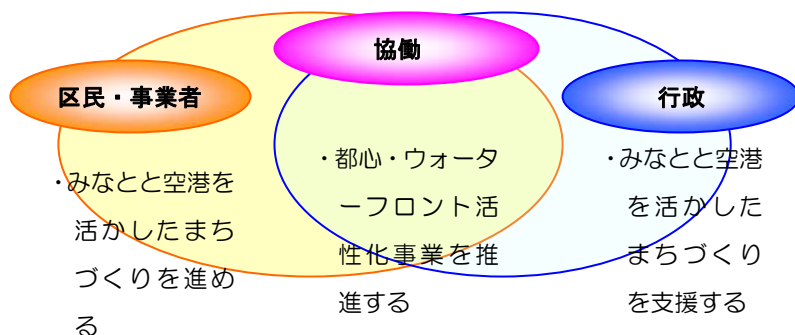 協働
区民・事業者
行政
・みなとと空港を
活かしたまち
づくりを進め
る
・都心・ウォータ
ーフロント活
性化事業を推
進する
・みなとと空港
を活かした
まちづくり
を支援する